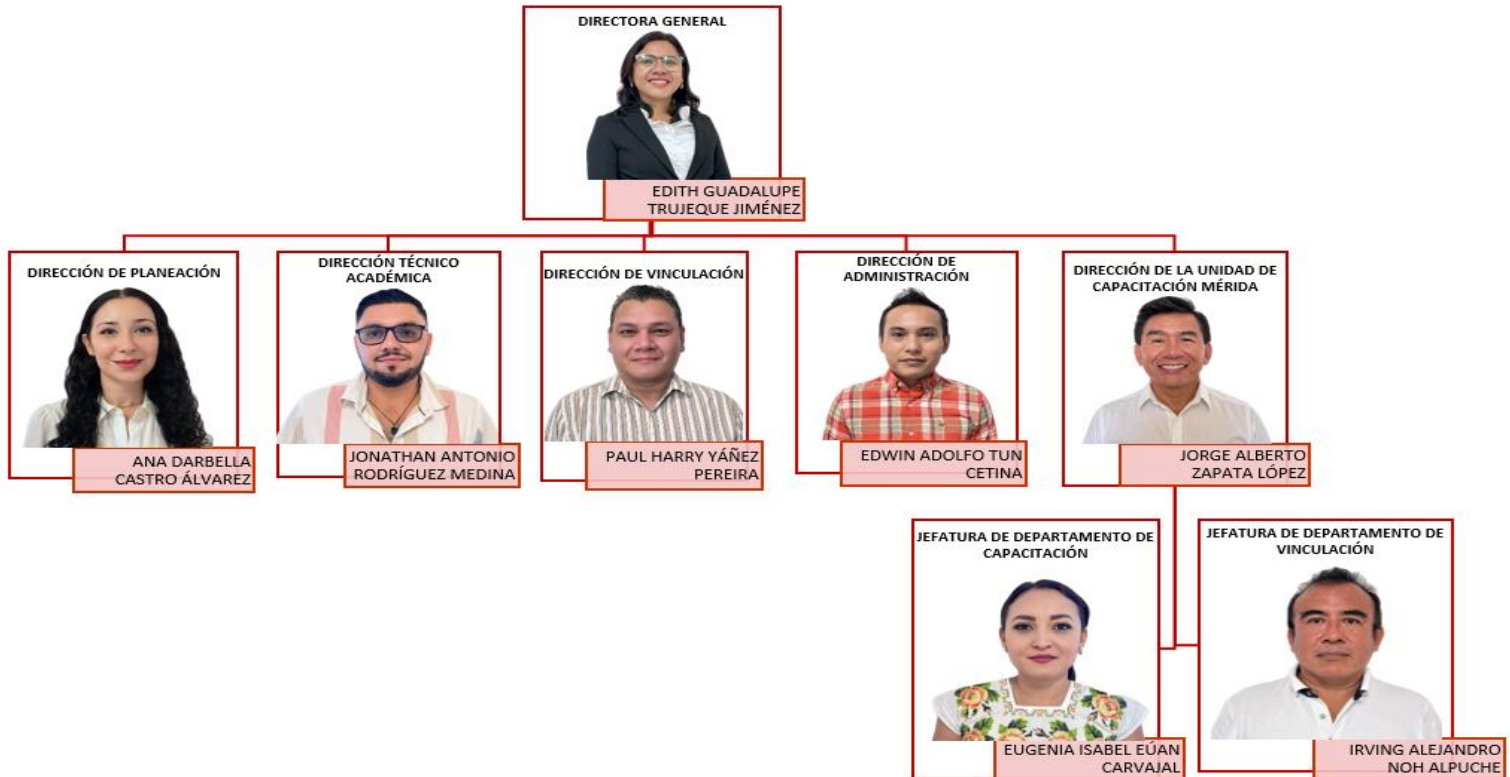 DIRECTORA GENERAL
EDITH GUADALUPE
TRUJEQUE JIMÉNEZ
DIRECCIÓN DE PLANEACIÓN
ANA DARBELLA
CASTRO ÁLVAREZ
DIRECCIÓN TÉCNICO
ACADÉMICA
JONATHAN ANTONIO
RODRÍGUEZ MEDINA
DIRECCIÓN DE VINCULACIÓN
PAUL HARRY YÁÑEZ
PEREIRA
DIRECCIÓN DE
ADMINISTRACIÓN
EDWIN ADOLFO TUN
CETINA
DIRECCIÓN DE LA UNIDAD DE
CAPACITACIÓN MÉRIDA
JORGE ALBERTO
ZAPATA LÓPEZ
JEFATURA DE DEPARTAMENTO DE
CAPACITACIÓN
EUGENIA ISABEL EÚAN
CARVAJAL
JEFATURA DE DEPARTAMENTO DE
VINCULACIÓN
IRVING ALEJANDRO
NOH ALPUCHE